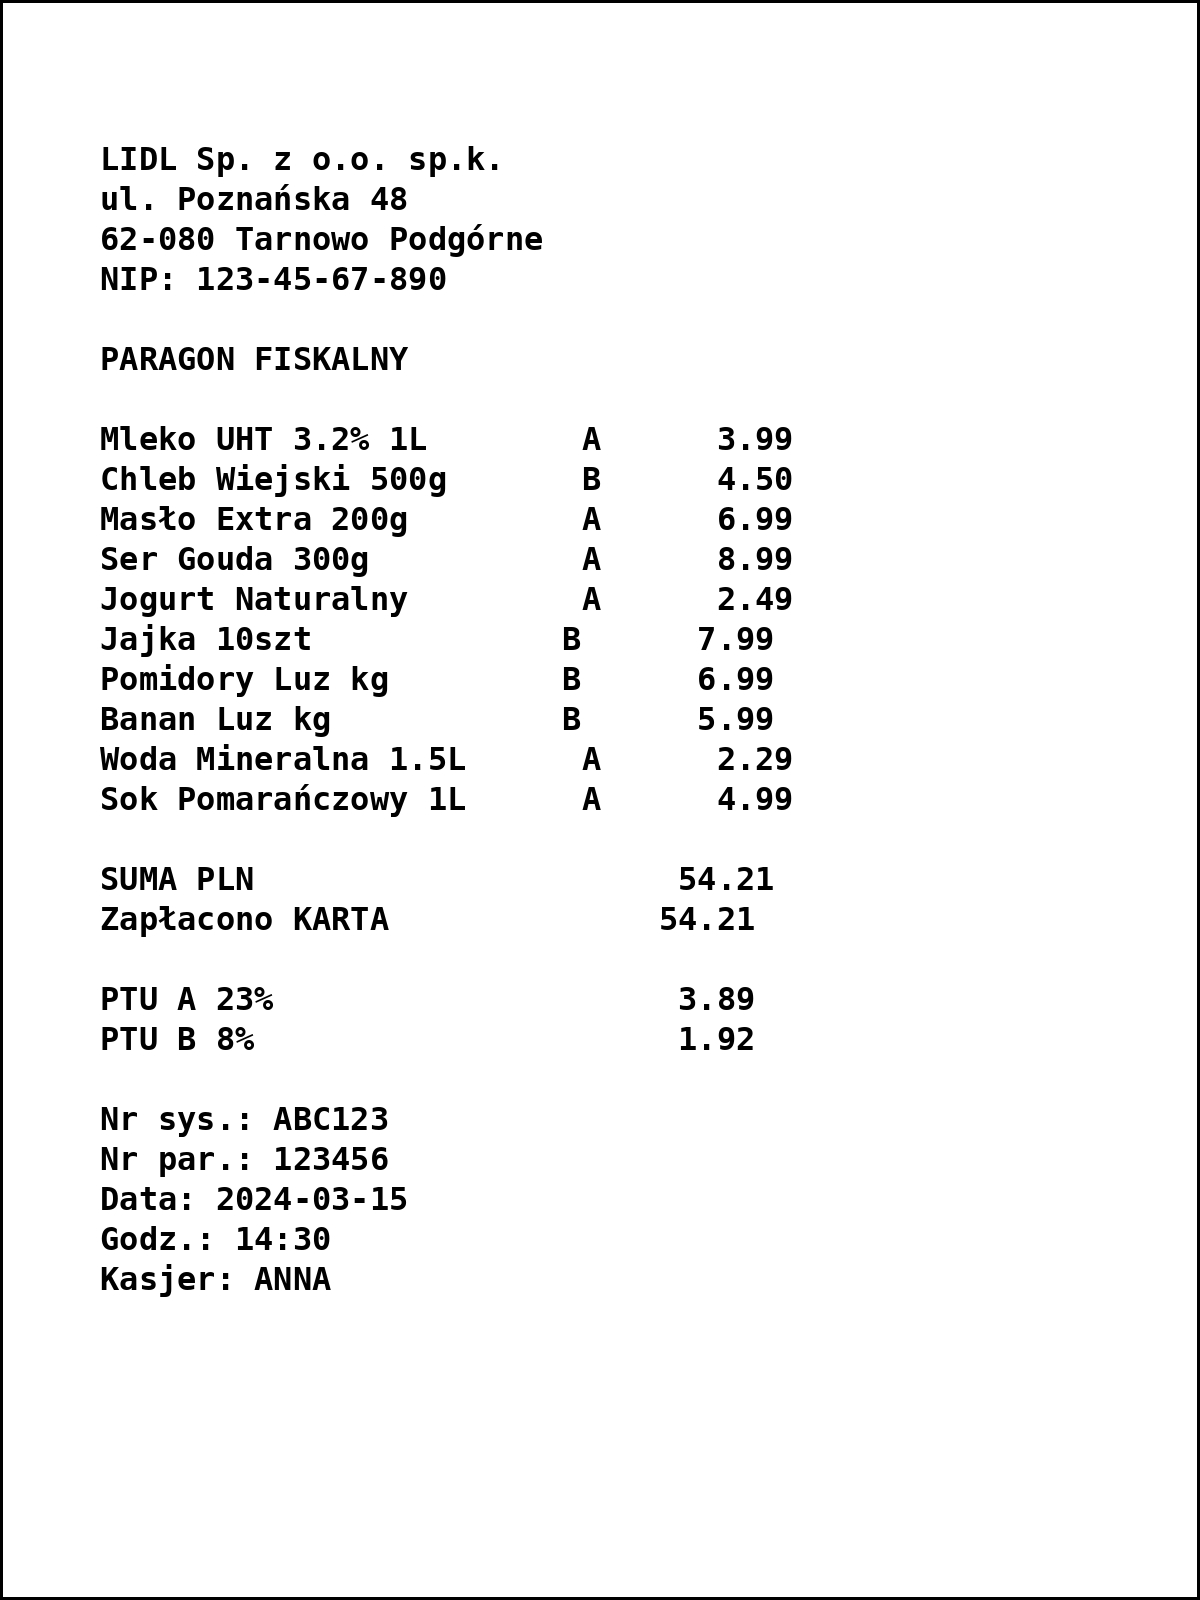 LIDL Sp. z o.o. sp.k.
ul. Poznańska 48
62-080 Tarnowo Podgórne
NIP: 123-45-67-890
PARAGON FISKALNY
Mleko UHT 3.2% 1L A 3.99
Chleb Wiejski 500g B 4.50
Masło Extra 200g A 6.99
Ser Gouda 300g A 8.99
Jogurt Naturalny A 2.49
Jajka 10szt B 7.99
Pomidory Luz kg B 6.99
Banan Luz kg B 5.99
Woda Mineralna 1.5L A 2.29
Sok Pomarańczowy 1L A 4.99
SUMA PLN 54.21
Zapłacono KARTA 54.21
PTU A 23% 3.89
PTU B 8% 1.92
Nr sys.: ABC123
Nr par.: 123456
Data: 2024-03-15
Godz.: 14:30
Kasjer: ANNA